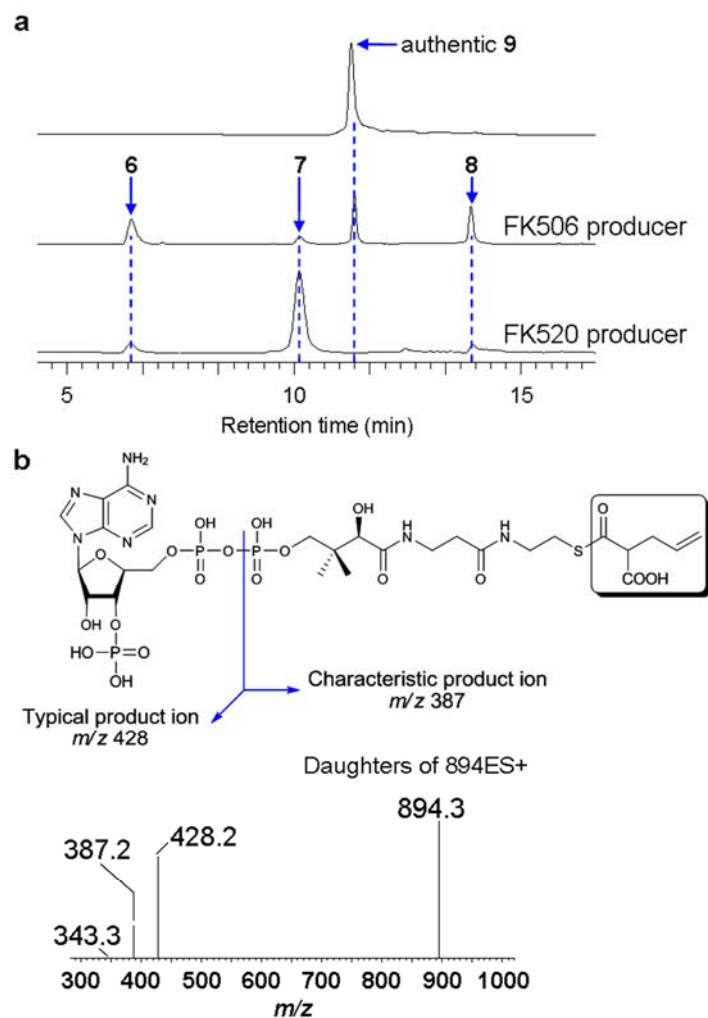 a
authentic 9
6
7
8
FK506 producer
FK520 producer
5
10
15
Retention time (min)
b
NH₂
N
N
N
N
O
OH
OH
O
P
O
P
O
O
O
OH
H
N
O
H
N
O
S
O
COOH
OH
O
HO
P
O
OH
Characteristic product ion
m/z 387
Typical product ion
m/z 428
Daughters of 894ES+
894.3
428.2
387.2
343.3
300 400 500 600 700 800 900 1000
m/z